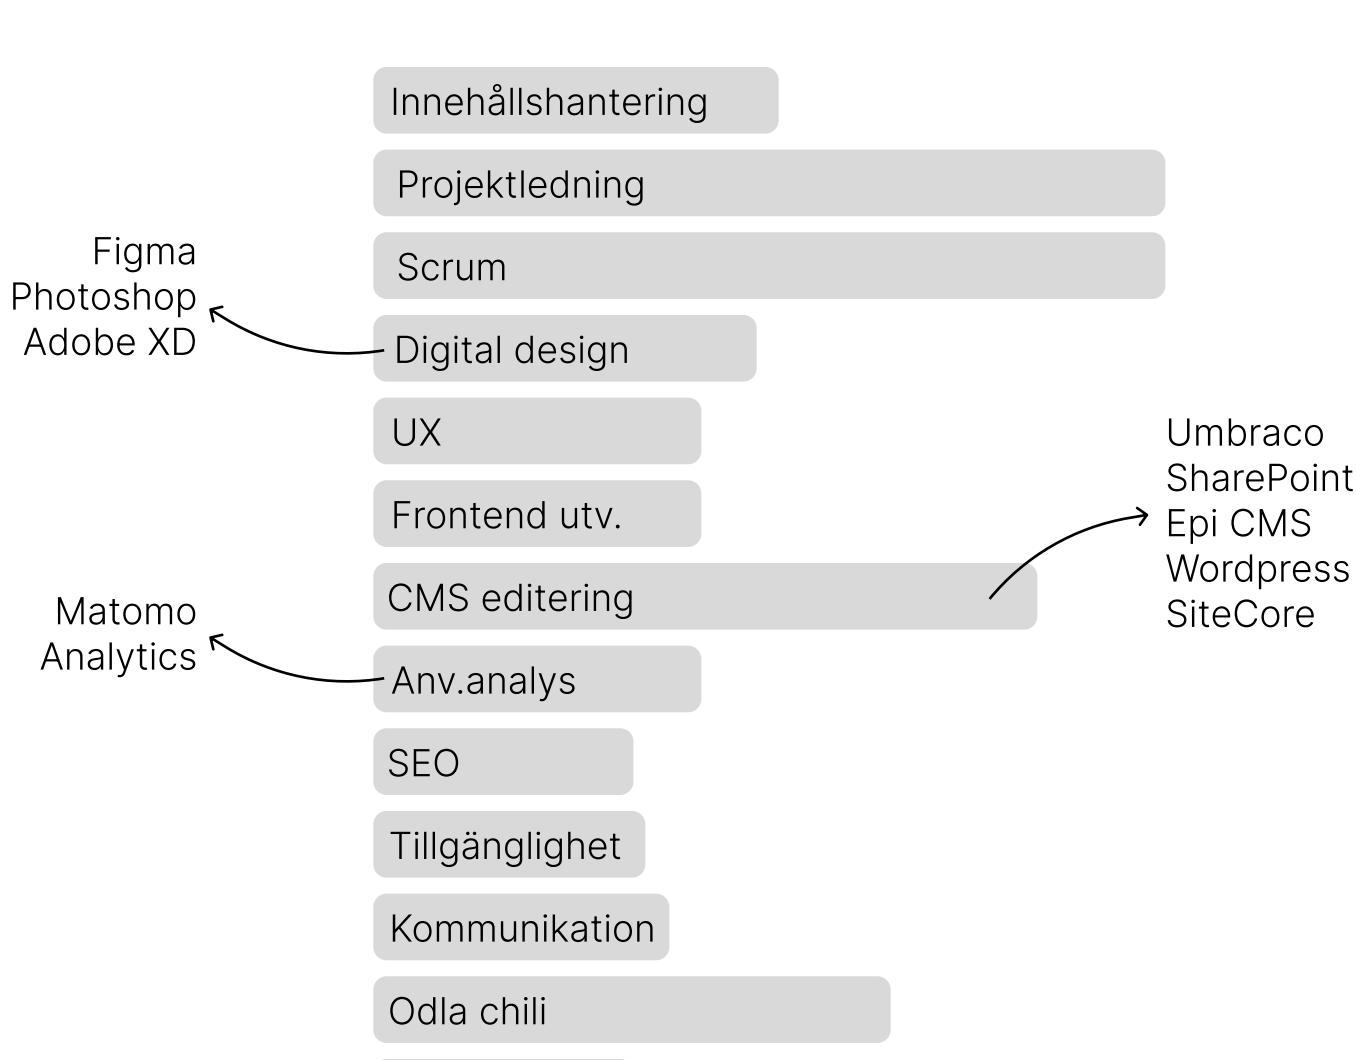 Innehållshantering
Projektledning
Scrum
Figma
Photoshop
Adobe XD
Digital design
UX
Frontend utv.
Umbraco
SharePoint
Epi CMS
Wordpress
SiteCore
CMS editering
Matomo
Analytics
Anv.analys
SEO
Tillgänglighet
Kommunikation
Odla chili